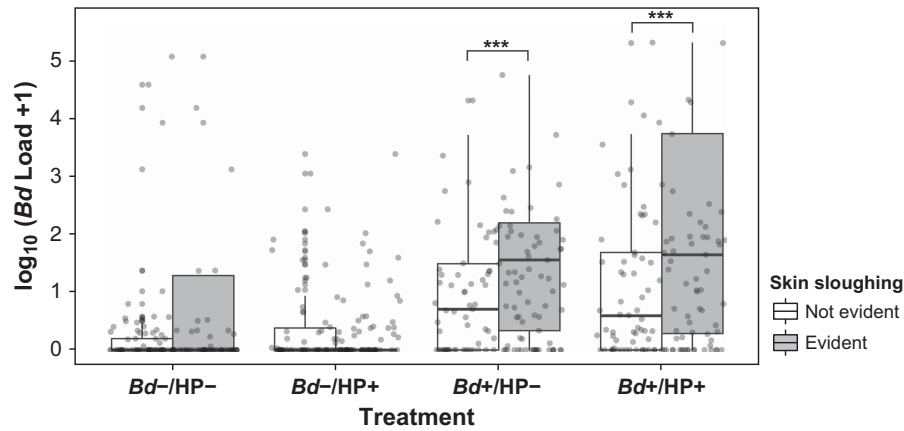 *** ***
log10 (Bd Load +1)
5
4
3
2
1
0
Bd−/HP− Bd−/HP+ Bd+/HP− Bd+/HP+
Treatment
Skin sloughing
Not evident
Evident